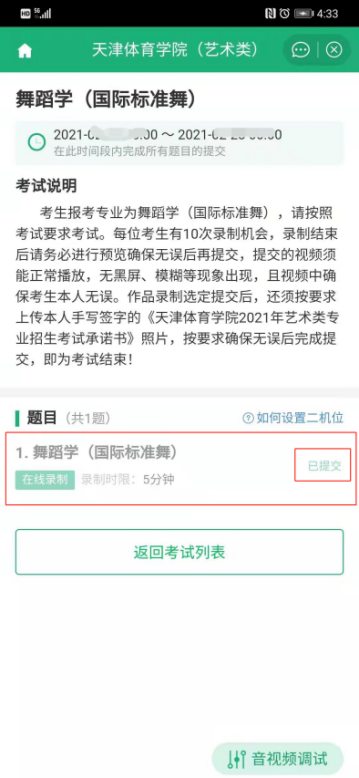 HD 5G 4:33
天津体育学院（艺术类）
舞蹈学（国际标准舞）
2021-0 :00 ～ 2021-0
在此时间段内完成所有题目的提交
考试说明
考生报考专业为舞蹈学（国际标准舞），请按照
考试要求考试。每位考生有10次录制机会，录制结束
后请务必进行预览确保无误后再提交，提交的视频须
能正常播放，无黑屏、模糊等现象出现，且视频中确
保考生本人无误。作品录制选定提交后，还须按要求
上传本人手写签字的《天津体育学院2021年艺术类专
业招生考试承诺书》照片，按要求确保无误后完成提
交，即为考试结束！
题目（共1题） ?如何设置二机位
1. 舞蹈学（国际标准舞）
已提交
在线录制 录制时限：5分钟
返回考试列表
音视频调试